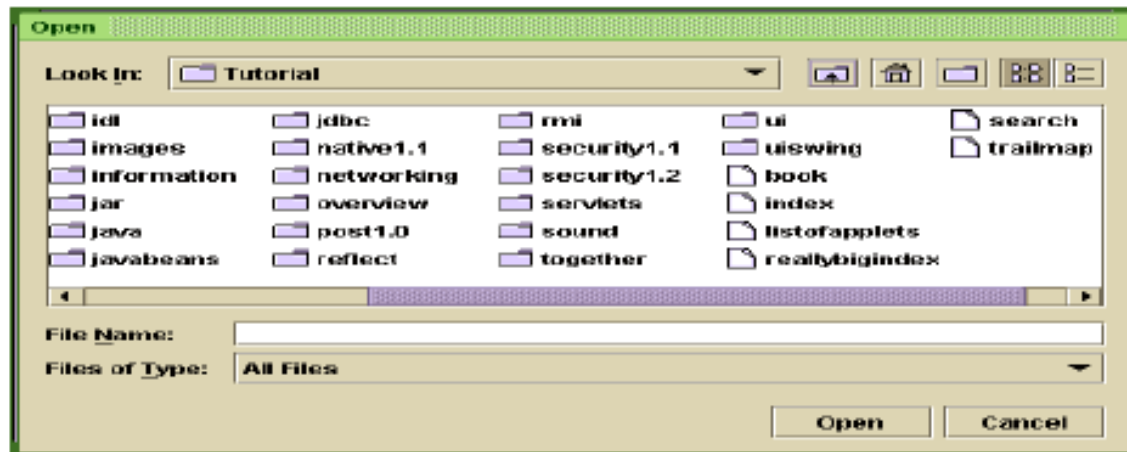 Open
Look In: Tutorial
idl jdbc rmi ui search
images native1.1 security1.1 uiswing trailmap
information networking security1.2 book
jar overview servlets index
java post1.0 sound listofapplets
javabeans reflect together reallybigindex
File Name:
Files of Type: All Files
Open Cancel